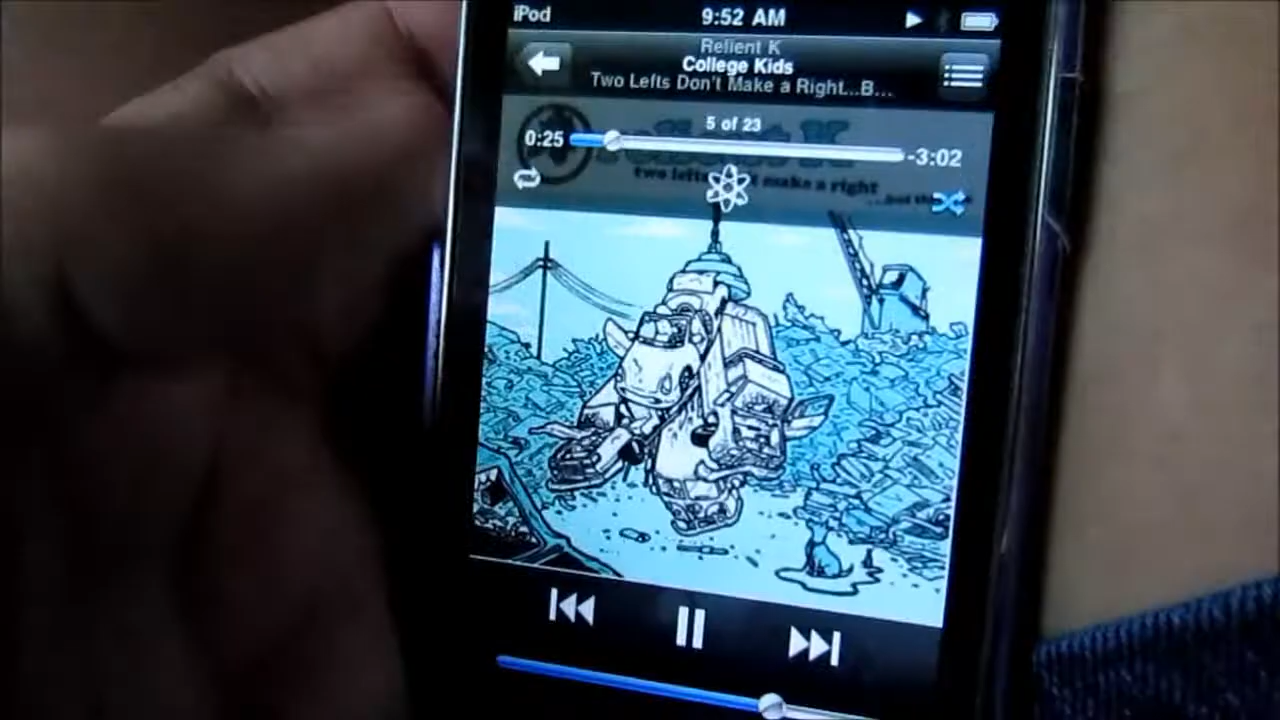 iPod 9:52 AM
Relient K
College Kids
Two Lefts Don't Make a Right...B...
5 of 23
0:25 -3:02
two lefts make a right